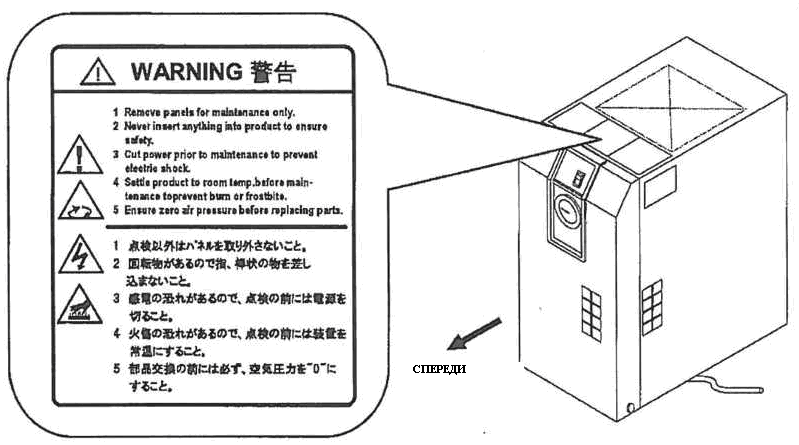 WARNING 警告
1 Remove panels for maintenance only.
2 Never insert anything into product to ensure
safety.
3 Cut power prior to maintenance to prevent
electric shock.
4 Settle product to room temp.before main-
tenance toprevent burn or frostbite.
5 Ensure zero air pressure before replacing parts.
1 点検以外はパネルを取り外さないこと。
2 回転物があるので指、棒状の物を差し
込まないこと。
3 感電の恐れがあるので、点検の前には電源を
切ること。
4 火傷の恐れがあるので、点検の前には装置を
常温にすること。
5 部品交換の前には必ず、空気圧力を"0"に
すること。
СПЕРЕДИ